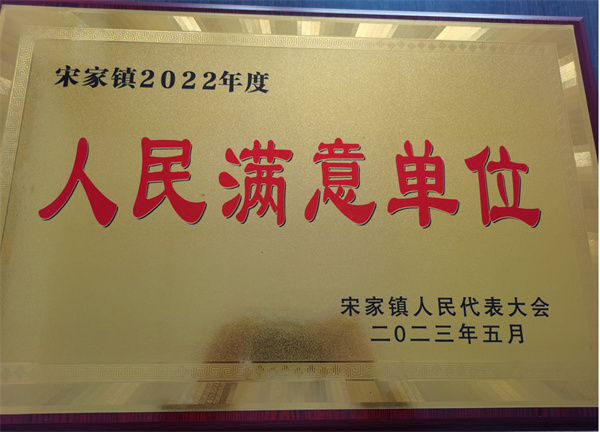 宋家镇2022年度
人民满意单位
宋家镇人民代表大会
二〇二三年五月